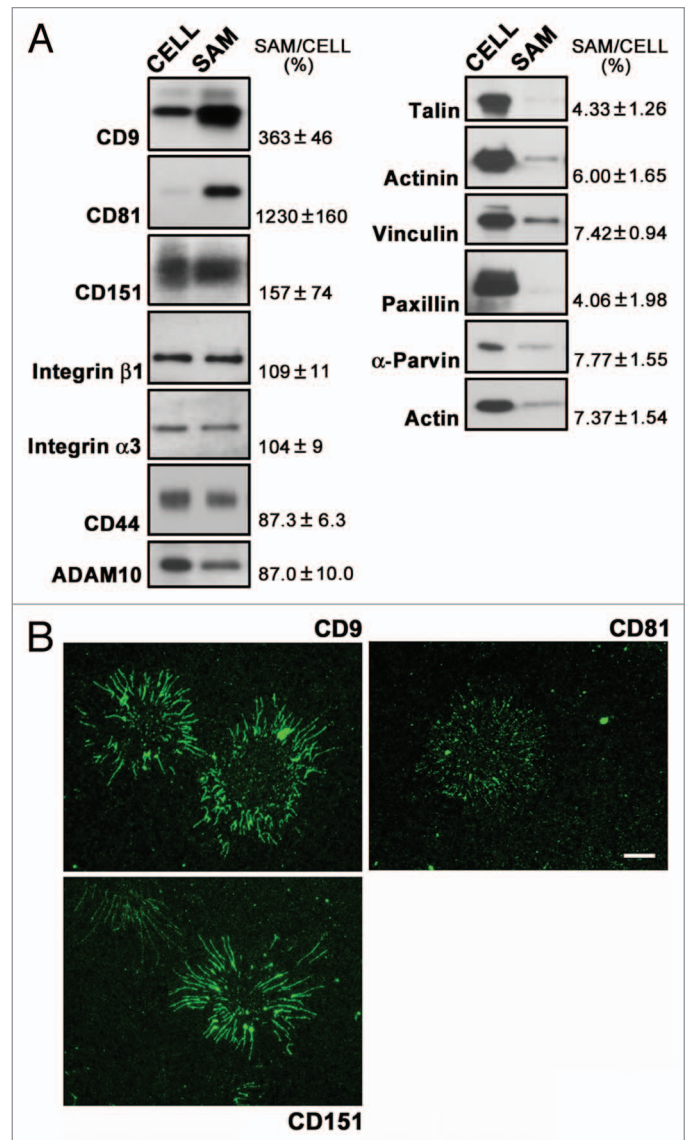 A
CELL SAM SAM/CELL
(%)
CD9 363±46
CD81 1230±160
CD151 157±74
Integrin β1 109±11
Integrin α3 104±9
CD44 87.3±6.3
ADAM10 87.0±10.0
CELL SAM SAM/CELL
(%)
Talin 4.33±1.26
Actinin 6.00±1.65
Vinculin 7.42±0.94
Paxillin 4.06±1.98
α-Parvin 7.77±1.55
Actin 7.37±1.54
B
CD9
CD81
CD151